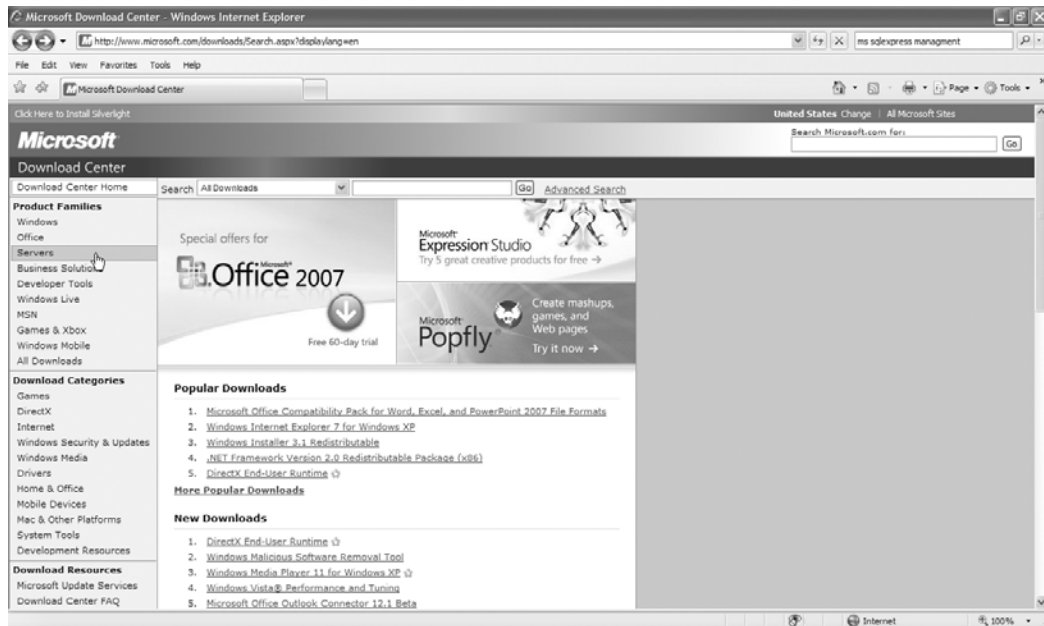 Microsoft Download Center - Windows Internet Explorer
http://www.microsoft.com/downloads/Search.aspx?displaylang=en
ms sqlexpress managment
File Edit View Favorites Tools Help
Microsoft Download Center
Page Tools
Click Here to Install Silverlight
United States Change | All Microsoft Sites
Microsoft
Search Microsoft.com for:
Go
Download Center
Download Center Home
Search All Downloads Go Advanced Search
Product Families
Windows
Office
Servers
Business Solutions
Developer Tools
Windows Live
MSN
Games & Xbox
Windows Mobile
All Downloads
Download Categories
Games
DirectX
Internet
Windows Security & Updates
Windows Media
Drivers
Home & Office
Mobile Devices
Mac & Other Platforms
System Tools
Development Resources
Download Resources
Microsoft Update Services
Download Center FAQ
Special offers for
Microsoft®
Office 2007
Free 60-day trial
Microsoft®
Expression Studio
Try 5 great creative products for free →
Microsoft®
Popfly
Create mashups,
games, and
Web pages
Try it now →
Popular Downloads
1. Microsoft Office Compatibility Pack for Word, Excel, and PowerPoint 2007 File Formats
2. Windows Internet Explorer 7 for Windows XP
3. Windows Installer 3.1 Redistributable
4. .NET Framework Version 2.0 Redistributable Package (x86)
5. DirectX End-User Runtime
More Popular Downloads
New Downloads
1. DirectX End-User Runtime
2. Windows Malicious Software Removal Tool
3. Windows Media Player 11 for Windows XP
4. Windows Vista® Performance and Tuning
5. Microsoft Office Outlook Connector 12.1 Beta
Internet
100%